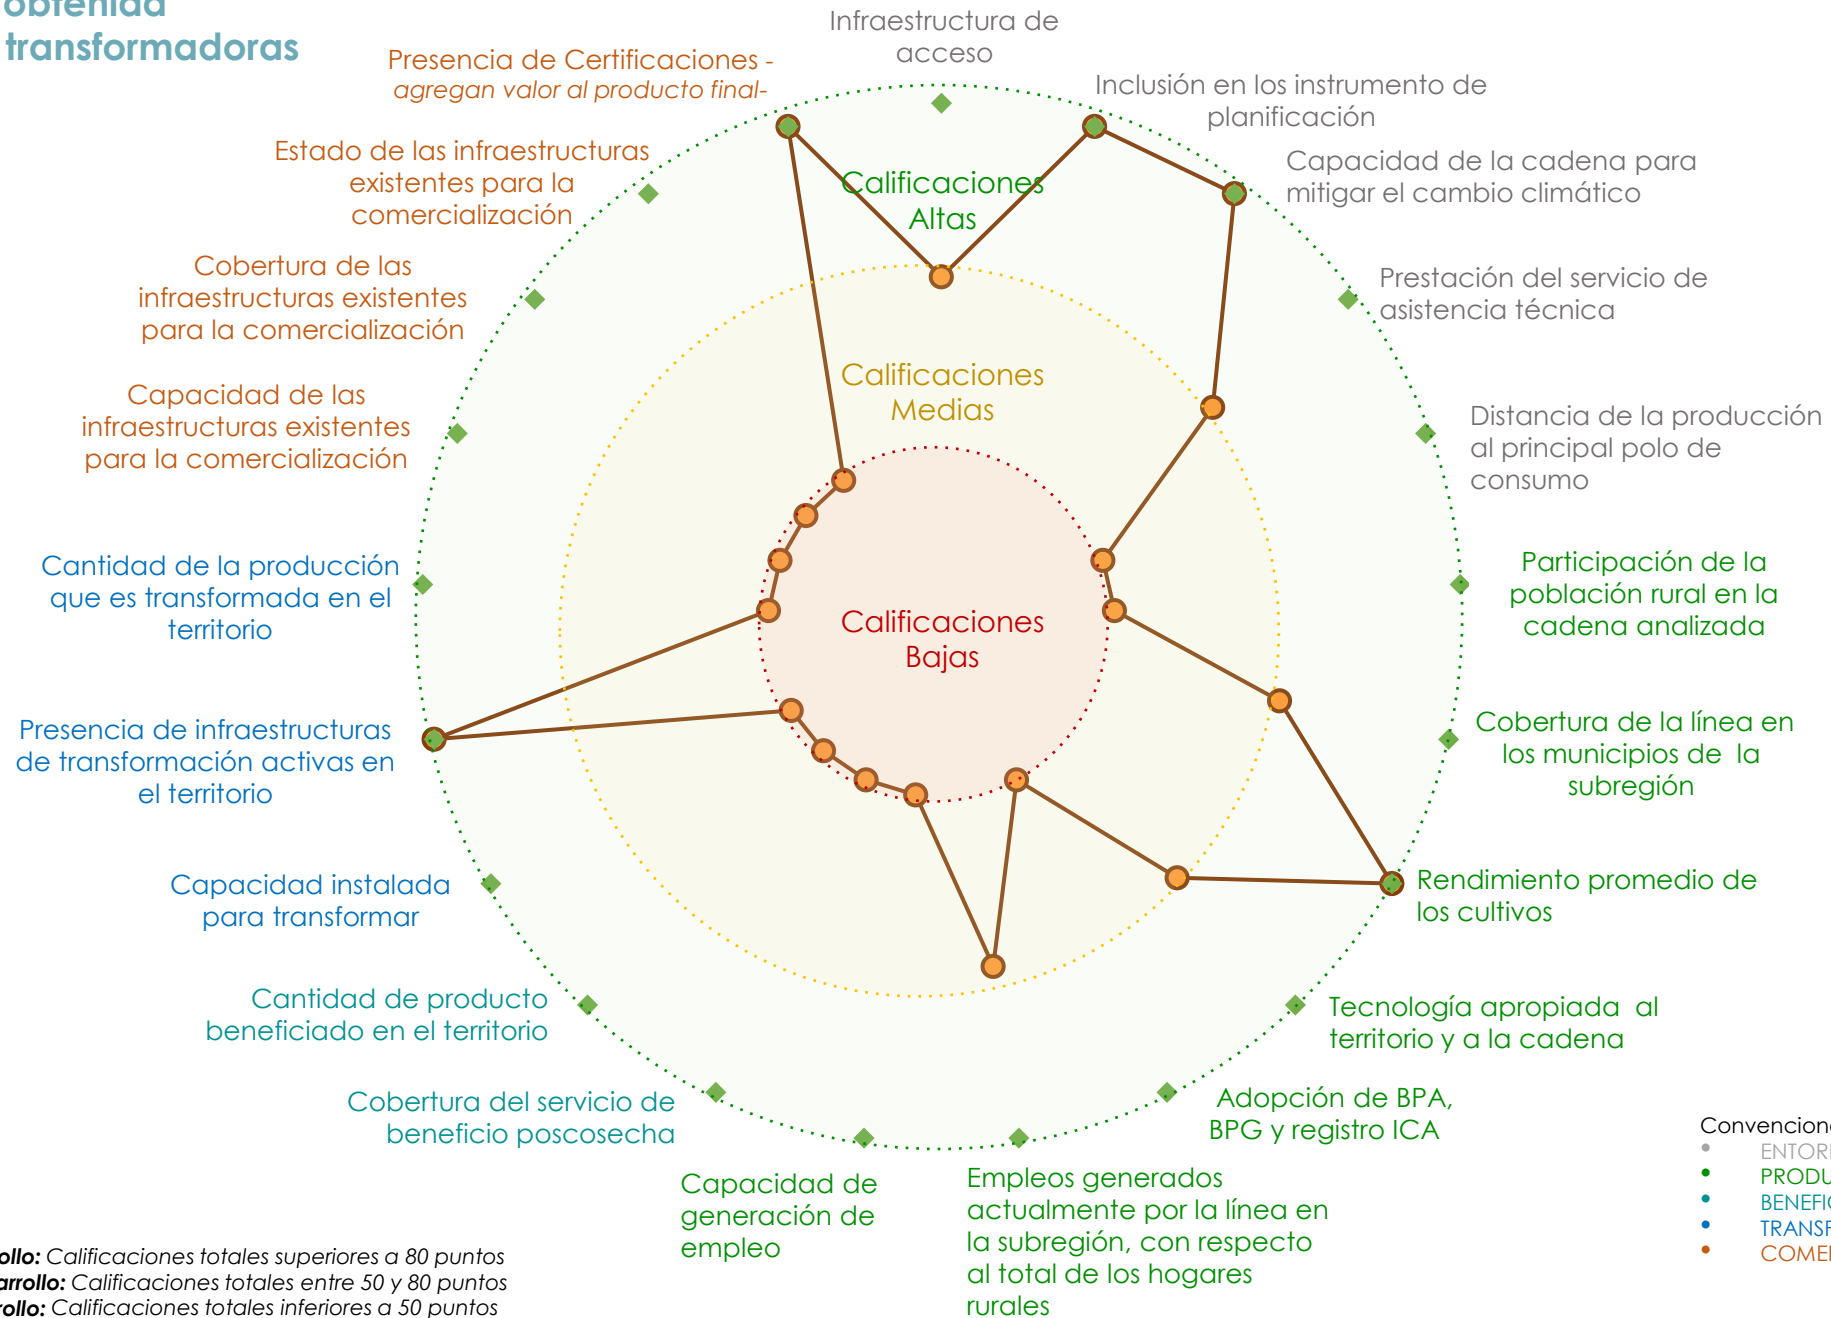 obtenida
transformadoras
Infraestructura de
acceso
Presencia de Certificaciones -
agregan valor al producto final-
Inclusión en los instrumento de
planificación
Estado de las infraestructuras
existentes para la
comercialización
Capacidad de la cadena para
mitigar el cambio climático
Calificaciones
Altas
Cobertura de las
infraestructuras existentes
para la comercialización
Prestación del servicio de
asistencia técnica
Calificaciones
Medias
Capacidad de las
infraestructuras existentes
para la comercialización
Distancia de la producción
al principal polo de
consumo
Cantidad de la producción
que es transformada en el
territorio
Participación de la
población rural en la
cadena analizada
Calificaciones
Bajas
Presencia de infraestructuras
de transformación activas en
el territorio
Cobertura de la línea en
los municipios de la
subregión
Capacidad instalada
para transformar
Rendimiento promedio de
los cultivos
Cantidad de producto
beneficiado en el territorio
Tecnología apropiada al
territorio y a la cadena
Cobertura del servicio de
beneficio poscosecha
Adopción de BPA,
BPG y registro ICA
Capacidad de
generación de
empleo
Empleos generados
actualmente por la línea en
la subregión, con respecto
al total de los hogares
rurales
Convencion
ENTOR
PRODU
BENEFI
TRANSF
COME
ollo: Calificaciones totales superiores a 80 puntos
arrollo: Calificaciones totales entre 50 y 80 puntos
rollo: Calificaciones totales inferiores a 50 puntos